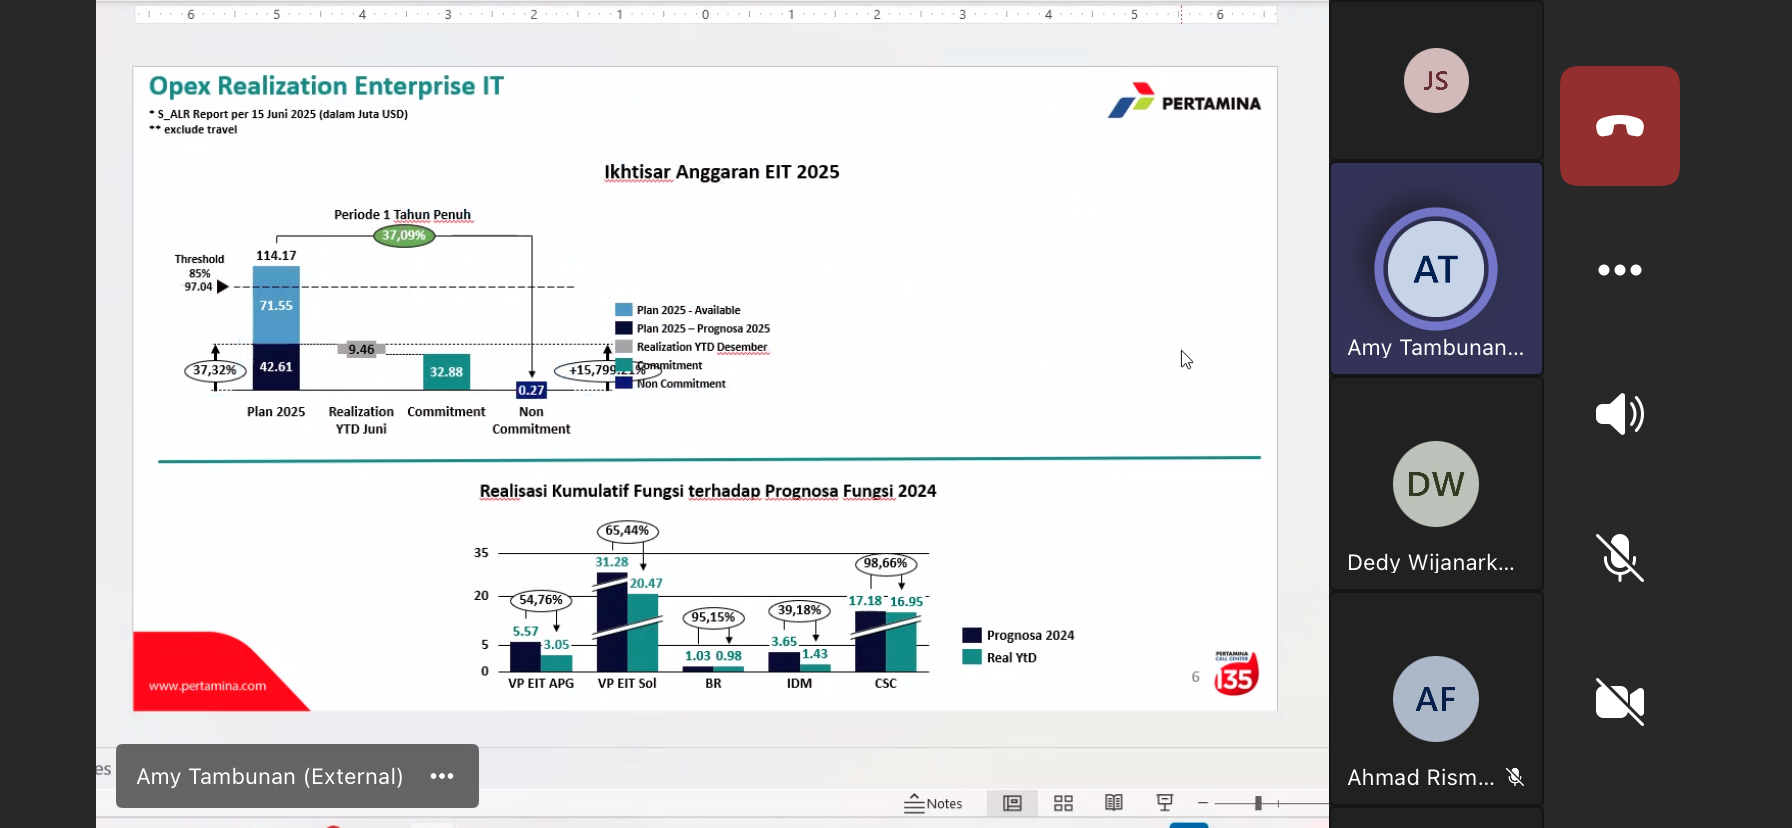 6 5 4 3 2 1 0 1 2 3 4 5 6
Opex Realization Enterprise IT
* S_ALR Report per 15 Juni 2025 (dalam Juta USD)
** exclude travel
PERTAMINA
Ikhtisar Anggaran EIT 2025
Periode 1 Tahun Penuh
37,09%
Threshold
85%
97.04
114.17
71.55
42.61
37,32%
9.46
32.88
0.27
Plan 2025
Realization
YTD Juni
Commitment
Non
Commitment
Plan 2025 - Available
Plan 2025 – Prognosa 2025
Realization YTD Desember
Commitment
Non Commitment
Realisasi Kumulatif Fungsi terhadap Prognosa Fungsi 2024
35
20
5
0
54,76%
5.57
3.05
65,44%
31.28
20.47
95,15%
1.03 0.98
39,18%
3.65
1.43
98,66%
17.18 16.95
VP EIT APG
VP EIT Sol
BR
IDM
CSC
Prognosa 2024
Real YtD
www.pertamina.com
6
PERTAMINA
CALL CENTER
135
es
Amy Tambunan (External)
Notes
JS
AT
Amy Tambunan...
DW
Dedy Wijanark...
AF
Ahmad Rism...